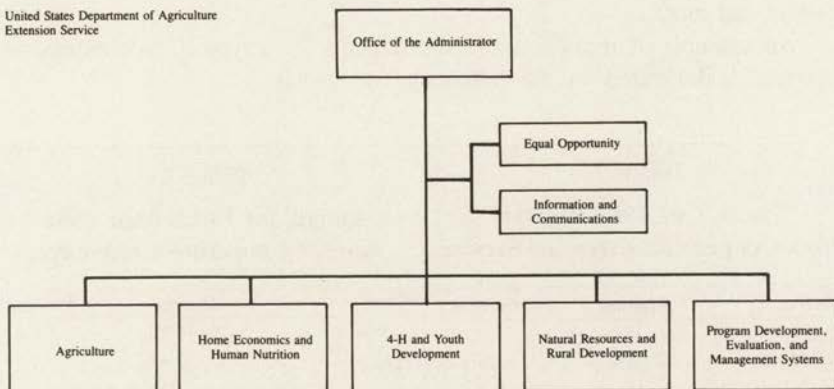 United States Department of Agriculture
Extension Service
Office of the Administrator
Equal Opportunity
Information and
Communications
Agriculture
Home Economics and
Human Nutrition
4-H and Youth
Development
Natural Resources and
Rural Development
Program Development,
Evaluation, and
Management Systems